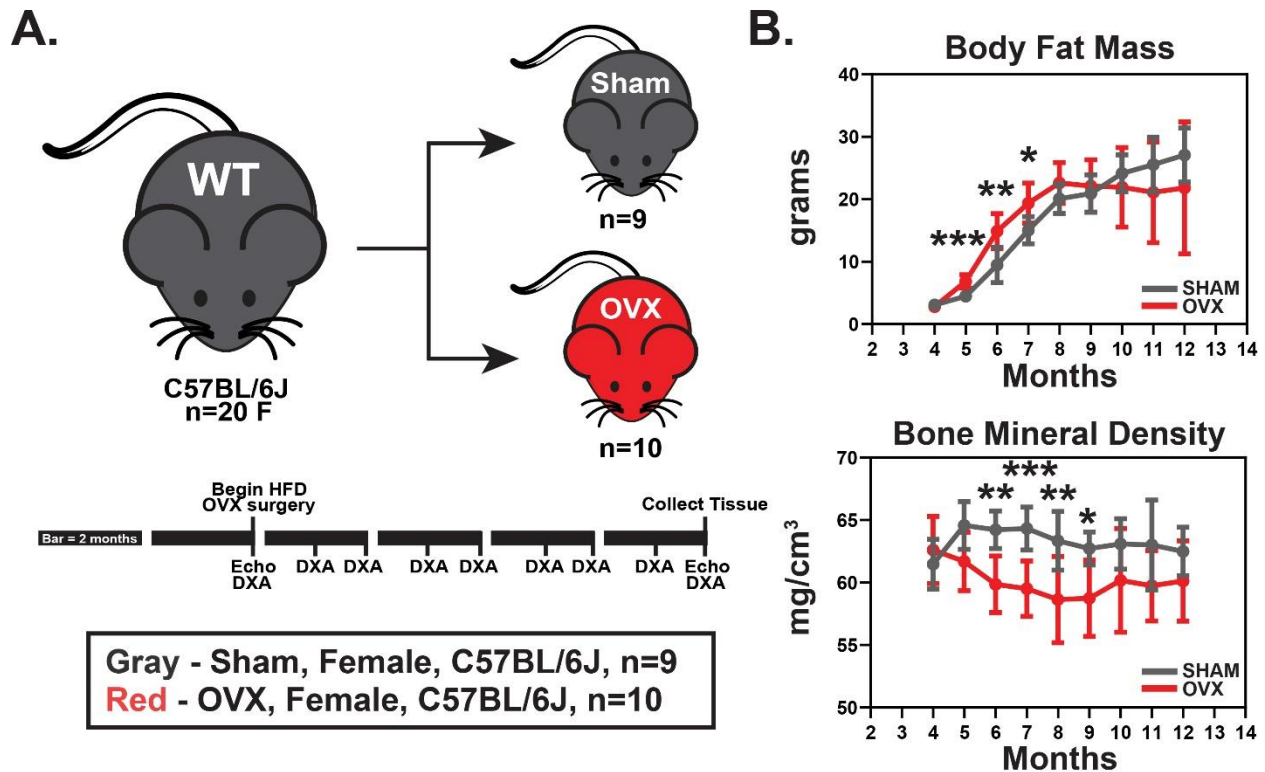 A.
WT
C57BL/6J
n=20 F
Sham
n=9
OVX
n=10
Begin HFD
OVX surgery
Collect Tissue
Bar = 2 months
Echo
DXA
DXA
DXA
DXA
DXA
DXA
DXA
DXA
Echo
DXA
Gray - Sham, Female, C57BL/6J, n=9
Red - OVX, Female, C57BL/6J, n=10
B.
Body Fat Mass
40
30
20
10
0
grams
***
**
*
SHAM
OVX
2 3 4 5 6 7 8 9 10 11 12 13 14
Months
Bone Mineral Density
70
65
60
55
50
mg/cm³
**
***
**
*
SHAM
OVX
2 3 4 5 6 7 8 9 10 11 12 13 14
Months